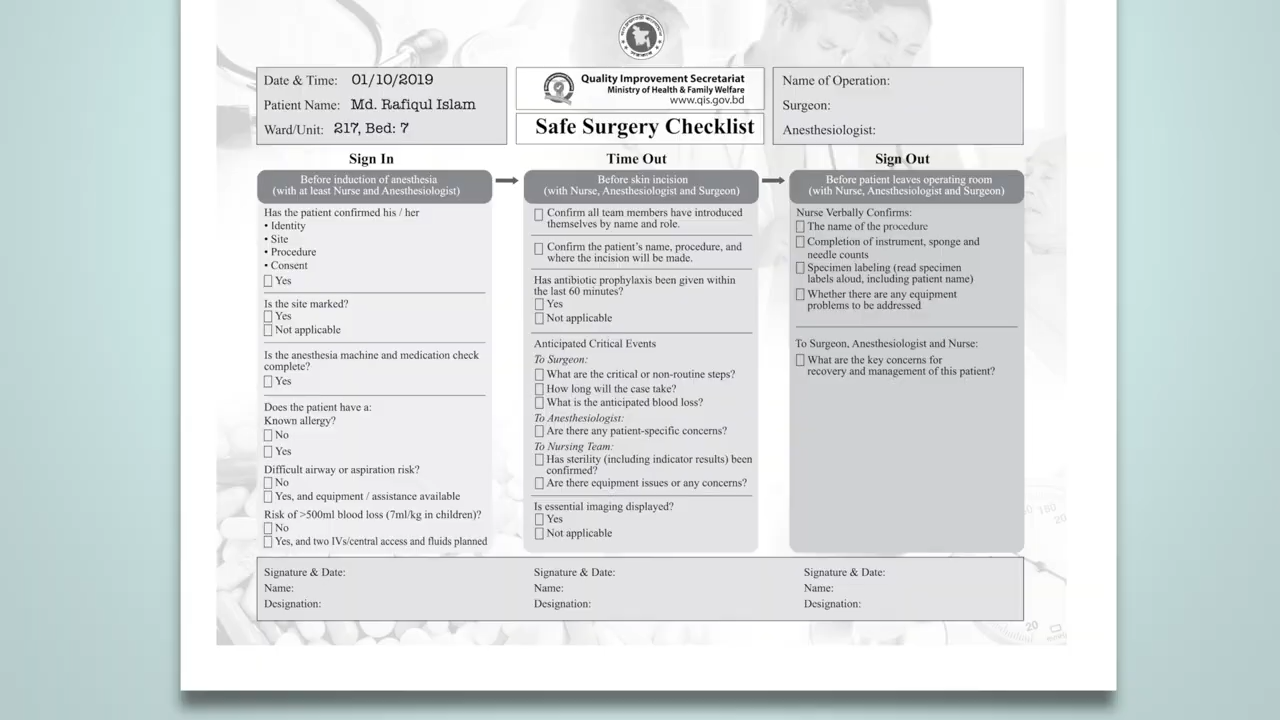 Date & Time: 01/10/2019
Patient Name: Md. Rafiqul Islam
Ward/Unit: 217, Bed: 7
Quality Improvement Secretariat
Ministry of Health & Family Welfare
www.qis.gov.bd
Safe Surgery Checklist
Name of Operation:
Surgeon:
Anesthesiologist:
Sign In
Before induction of anesthesia
(with at least Nurse and Anesthesiologist)
Has the patient confirmed his / her
• Identity
• Site
• Procedure
• Consent
Yes
Is the site marked?
Yes
Not applicable
Is the anesthesia machine and medication check
complete?
Yes
Does the patient have a:
Known allergy?
No
Yes
Difficult airway or aspiration risk?
No
Yes, and equipment / assistance available
Risk of >500ml blood loss (7ml/kg in children)?
No
Yes, and two IVs/central access and fluids planned
Time Out
Before skin incision
(with Nurse, Anesthesiologist and Surgeon)
Confirm all team members have introduced
themselves by name and role.
Confirm the patient's name, procedure, and
where the incision will be made.
Has antibiotic prophylaxis been given within
the last 60 minutes?
Yes
Not applicable
Anticipated Critical Events
To Surgeon:
What are the critical or non-routine steps?
How long will the case take?
What is the anticipated blood loss?
To Anesthesiologist:
Are there any patient-specific concerns?
To Nursing Team:
Has sterility (including indicator results) been
confirmed?
Are there equipment issues or any concerns?
Is essential imaging displayed?
Yes
Not applicable
Sign Out
Before patient leaves operating room
(with Nurse, Anesthesiologist and Surgeon)
Nurse Verbally Confirms:
The name of the procedure
Completion of instrument, sponge and
needle counts
Specimen labeling (read specimen
labels aloud, including patient name)
Whether there are any equipment
problems to be addressed
To Surgeon, Anesthesiologist and Nurse:
What are the key concerns for
recovery and management of this patient?
Signature & Date:
Name:
Designation:
Signature & Date:
Name:
Designation:
Signature & Date:
Name:
Designation: